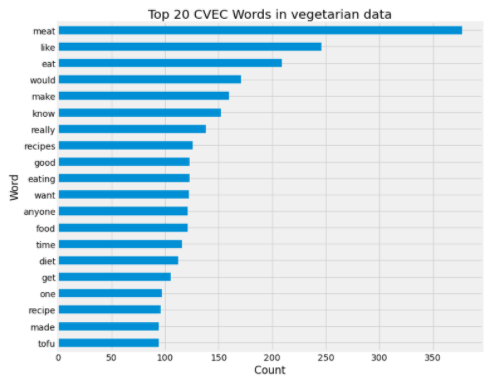 Top 20 CVEC Words in vegetarian data
Word
meat
like
eat
would
make
know
really
recipes
good
eating
want
anyone
food
time
diet
get
one
recipe
made
tofu
0 50 100 150 200 250 300 350
Count